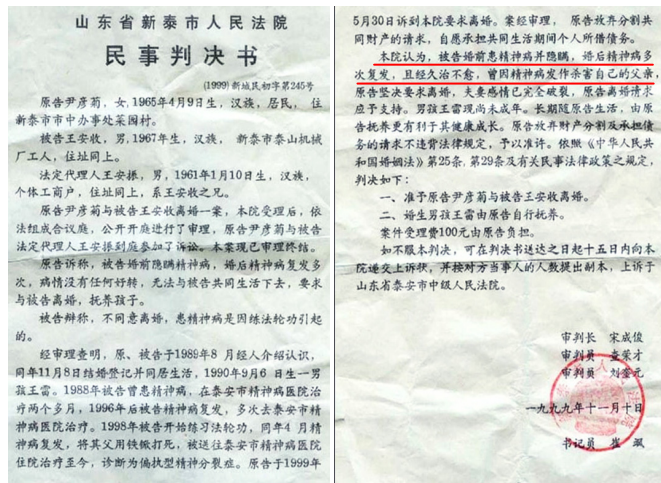 山东省新泰市人民法院
民事判决书
(1999)新城民初字第245号
原告尹彦菊，女，1965年4月9生，汉族，居民，住
新泰市市中办事处菜园村。
被告王安收，男，1967年生，汉族，新泰市泰山机械
厂工人，住址同上。
法定代理人王安振，男，1961年1月10日生，汉族，
个体工商户，住址同上，系王安收之兄。
原告尹彦菊与被告王安收离婚一案，本院受理后，依
法组成合议庭，公开开庭进行了审理，原告尹彦菊与被告
法定代理人王安振到庭参加了诉讼。本案现已审理终结。
原告诉称，被告婚前隐瞒精神病，婚后精神病复发多
次，病情没有任何好转，无法与被告共同生活下去，要求
与被告离婚，抚养孩子。
被告辩称，不同意离婚，患精神病是因练法轮功引起
的。
经审理查明，原、被告于1989年8月经人介绍认识，
同年11月8日结婚登记并同居生活，1990年9月6日生一男
孩王雷。1988年被告曾患精神病，在泰安市精神病医院治
疗两个多月，1996年后被告精神病复发，多次去泰安市精
神病医院治疗。1998年被告开始练习法轮功，同年4月精
神病复发，将其父用铁锨打死，被送往泰安市精神病医院
住院治疗至今，诊断为偏执型精神分裂症。原告于1999年
5月30日诉到本院要求离婚。案经审理，原告放弃分割共
同财产的请求，自愿承担共同生活期间个人所借债务。
本院认为，被告婚前患精神病并隐瞒，婚后精神病多
次复发，且经久治不愈，曾因精神病发作杀害自己的父亲，
原告坚决要求离婚，夫妻感情已完全破裂，原告离婚请求
应予支持。男孩王雷现尚未成年。长期随原告生活，由原
告抚养更有利于其健康成长。原告放弃财产分割及承担债
务的请求不违背法律规定，予以准许。依照《中华人民共
和国婚姻法》第25条、第29条及有关民事法律政策之规定，
判决如下：
一、准予原告尹彦菊与被告王安收离婚。
二、婚生男孩王雷由原告自行抚养。
案件受理费100元由原告负担。
如不服本判决，可在判决书送达之日起十五日内向本
院递交上诉状，并按对方当事人的人数提出副本，上诉于
山东省泰安市中级人民法院。
审判长 宋成俊
审判员 荣才
审判员 刘 元
一九九九年十一月十日
书记员 崔飒